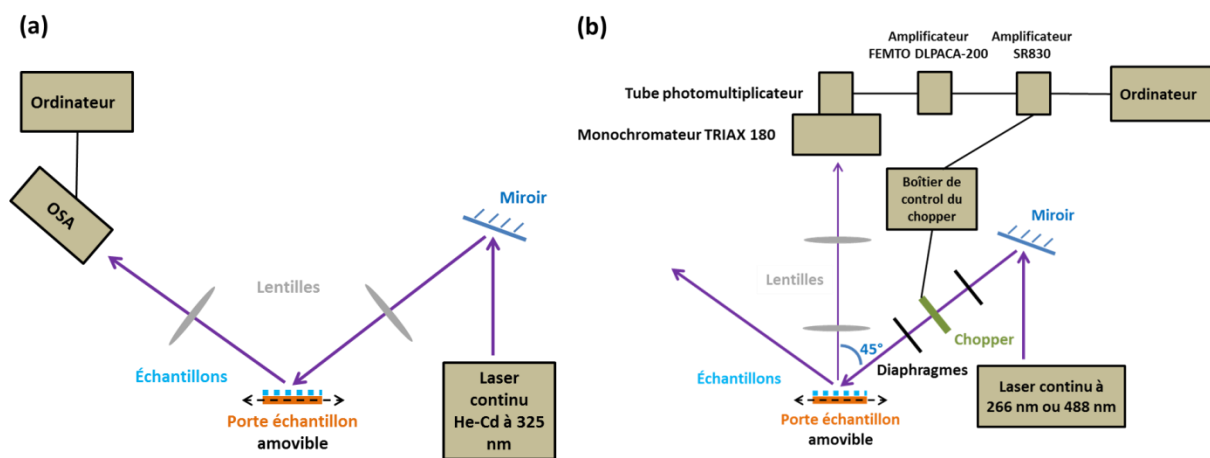 (a)
Ordinateur
OSA
Miroir
Lentilles
Échantillons
Porte échantillon
amovible
Laser
continu
He-Cd à 325
nm
(b)
Amplificateur
FEMTO DLPACA-200
Amplificateur
SR830
Tube photomultiplicateur
Ordinateur
Monochromateur TRIAX 180
Boîtier de
control du
chopper
Miroir
Lentilles
Chopper
45°
Diaphragmes
Échantillons
Porte échantillon
amovible
Laser continu à
266 nm ou 488 nm